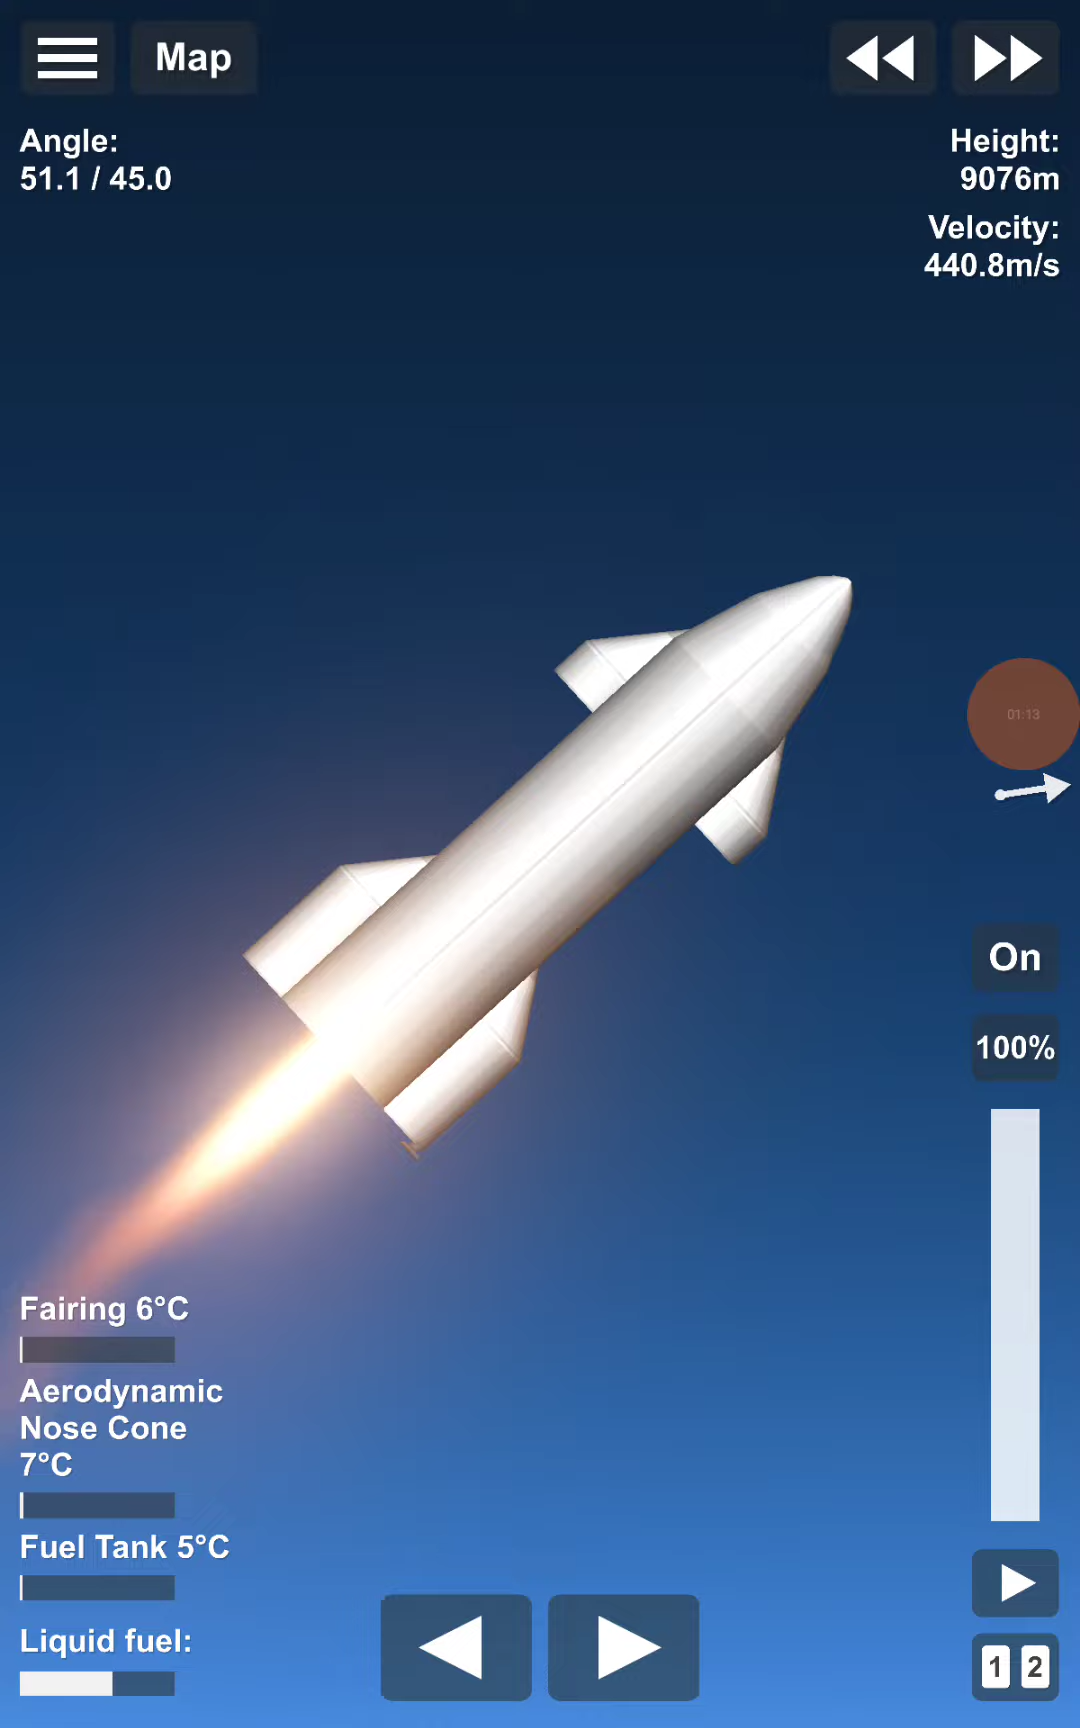 Map
Angle:
51.1 / 45.0
Height:
9076m
Velocity:
440.8m/s
01:13
On
100%
Fairing 6°C
Aerodynamic
Nose Cone
7°C
Fuel Tank 5°C
Liquid fuel:
1 2